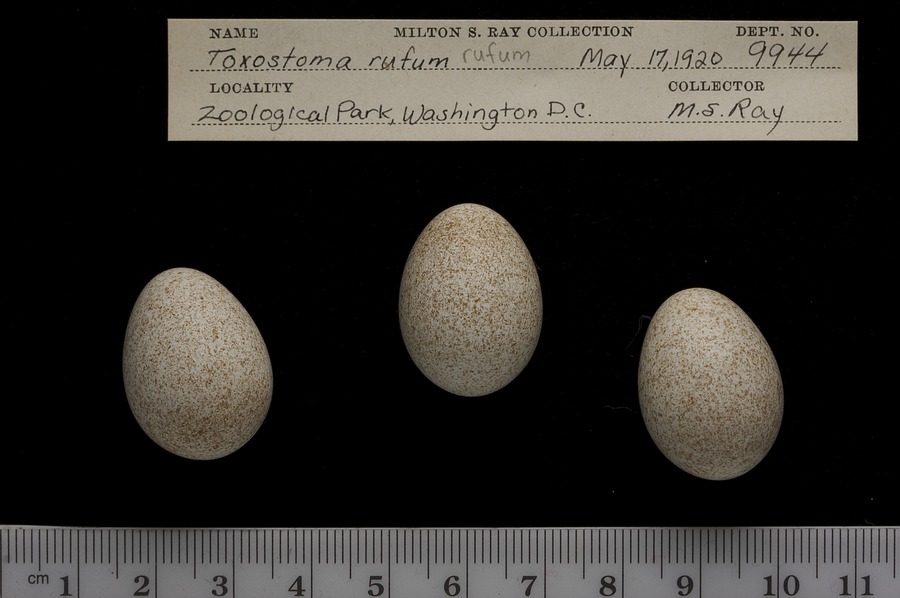 NAME MILTON S. RAY COLLECTION DEPT. NO.
Toxostoma rufum rufum May 17, 1920 9944
LOCALITY COLLECTOR
Zoological Park, Washington D.C. M.S. Ray
cm 1 2 3 4 5 6 7 8 9 10 11